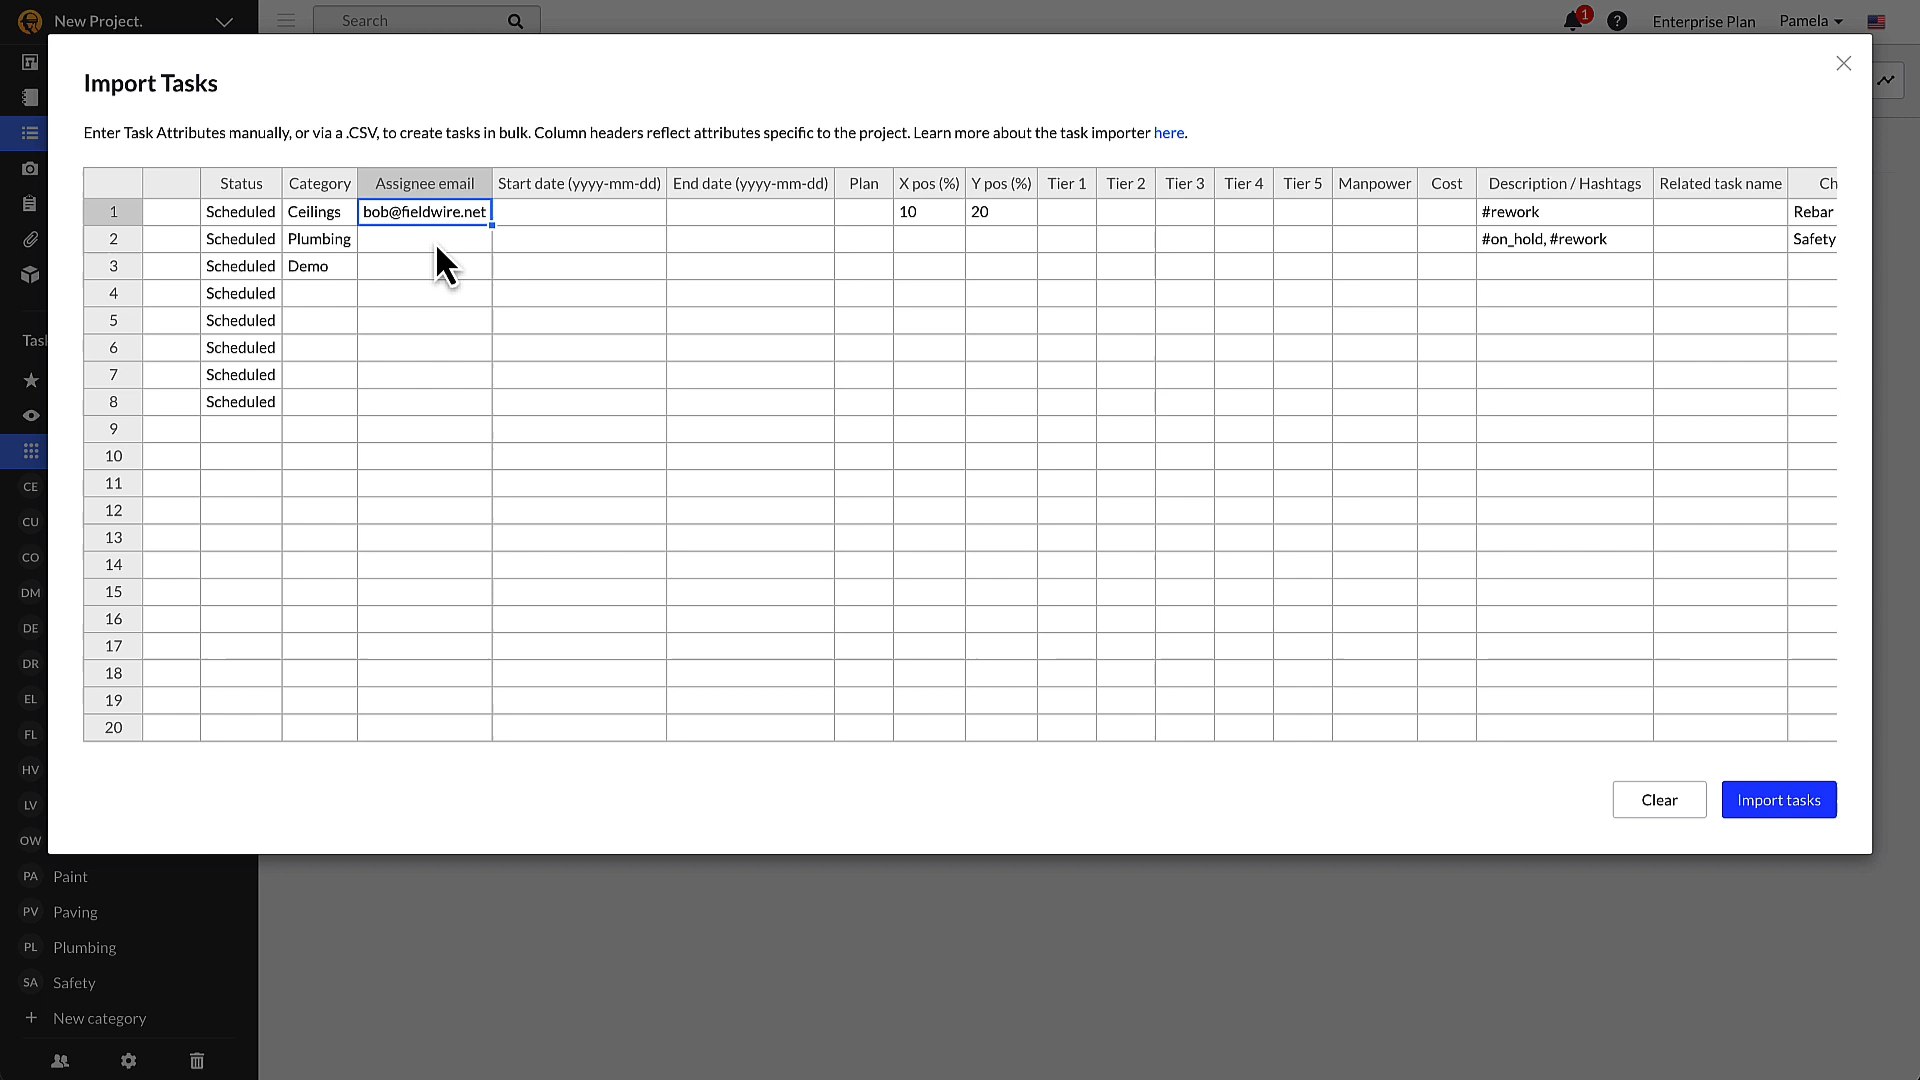 New Project.
Search
1
?
Enterprise Plan
Pamela
Import Tasks
Enter Task Attributes manually, or via a .CSV, to create tasks in bulk. Column headers reflect attributes specific to the project. Learn more about the task importer here.
Status Category Assignee email Start date (yyyy-mm-dd) End date (yyyy-mm-dd) Plan X pos (%) Y pos (%) Tier 1 Tier 2 Tier 3 Tier 4 Tier 5 Manpower Cost Description / Hashtags Related task name Ch
1 Scheduled Ceilings bob@fieldwire.net 10 20 #rework Rebar
2 Scheduled Plumbing #on_hold, #rework Safety
3 Scheduled Demo
4 Scheduled
5 Scheduled
6 Scheduled
7 Scheduled
8 Scheduled
9
10
11
12
13
14
15
16
17
18
19
20
Clear
Import tasks
Task
CE
CU
CO
DM
DE
DR
EL
FL
HV
LV
OW
PA Paint
PV Paving
PL Plumbing
SA Safety
+ New category